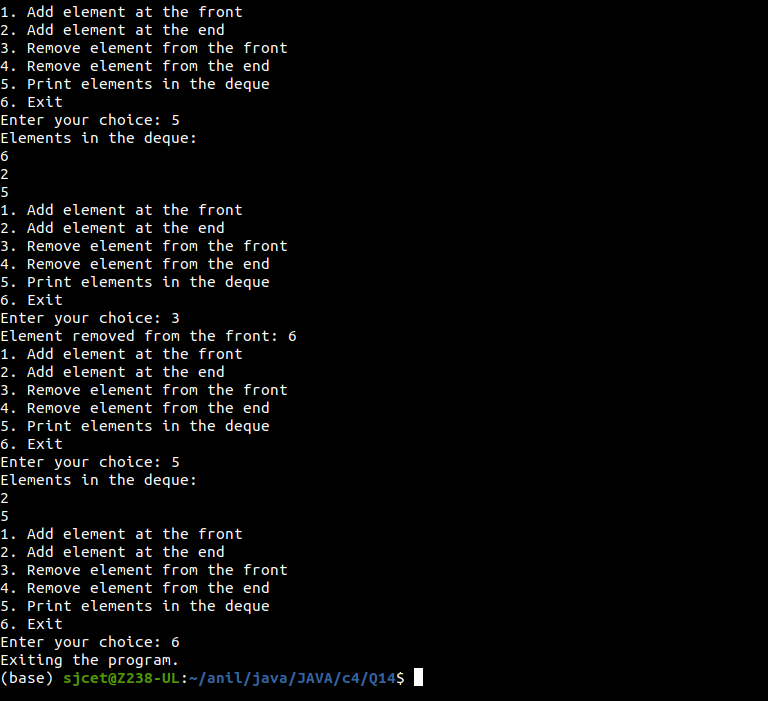 1. Add element at the front
2. Add element at the end
3. Remove element from the front
4. Remove element from the end
5. Print elements in the deque
6. Exit
Enter your choice: 5
Elements in the deque:
6
2
5
1. Add element at the front
2. Add element at the end
3. Remove element from the front
4. Remove element from the end
5. Print elements in the deque
6. Exit
Enter your choice: 3
Element removed from the front: 6
1. Add element at the front
2. Add element at the end
3. Remove element from the front
4. Remove element from the end
5. Print elements in the deque
6. Exit
Enter your choice: 5
Elements in the deque:
2
5
1. Add element at the front
2. Add element at the end
3. Remove element from the front
4. Remove element from the end
5. Print elements in the deque
6. Exit
Enter your choice: 6
Exiting the program.
(base) sjcet@Z238-UL:~/anil/java/JAVA/c4/Q14$